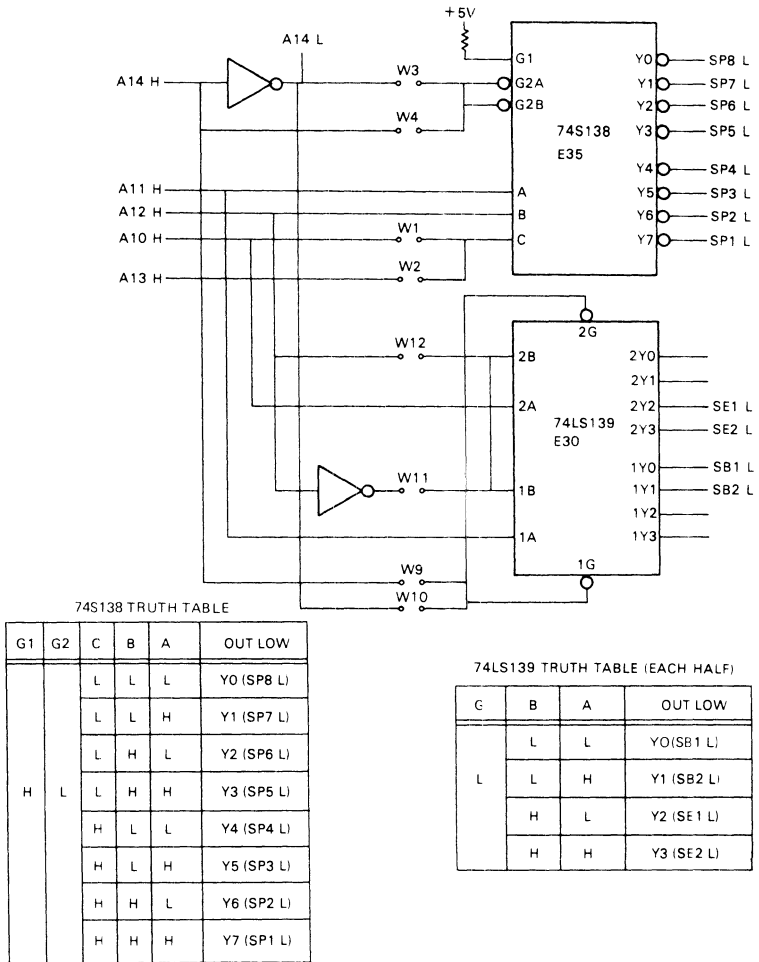 +5V
A14 L
A14 H
W3
W4
G1
G2A
G2B
74S138
E35
Y0
Y1
Y2
Y3
Y4
Y5
Y6
Y7
SP8 L
SP7 L
SP6 L
SP5 L
SP4 L
SP3 L
SP2 L
SP1 L
A11 H
A12 H
A10 H
A13 H
W1
W2
A
B
C
2G
W12
2B
2A
74LS139
E30
2Y0
2Y1
2Y2
2Y3
SE1 L
SE2 L
1Y0
1Y1
1Y2
1Y3
SB1 L
SB2 L
W11
1B
1A
1G
W9
W10
74S138 TRUTH TABLE
G1 G2 C B A OUT LOW
L L L Y0 (SP8 L)
L L H Y1 (SP7 L)
L H L Y2 (SP6 L)
H L L H H Y3 (SP5 L)
H L L Y4 (SP4 L)
H L H Y5 (SP3 L)
H H L Y6 (SP2 L)
H H H Y7 (SP1 L)
74LS139 TRUTH TABLE (EACH HALF)
G B A OUT LOW
L L Y0(SB1 L)
L L H Y1 (SB2 L)
H L Y2 (SE1 L)
H H Y3 (SE2 L)